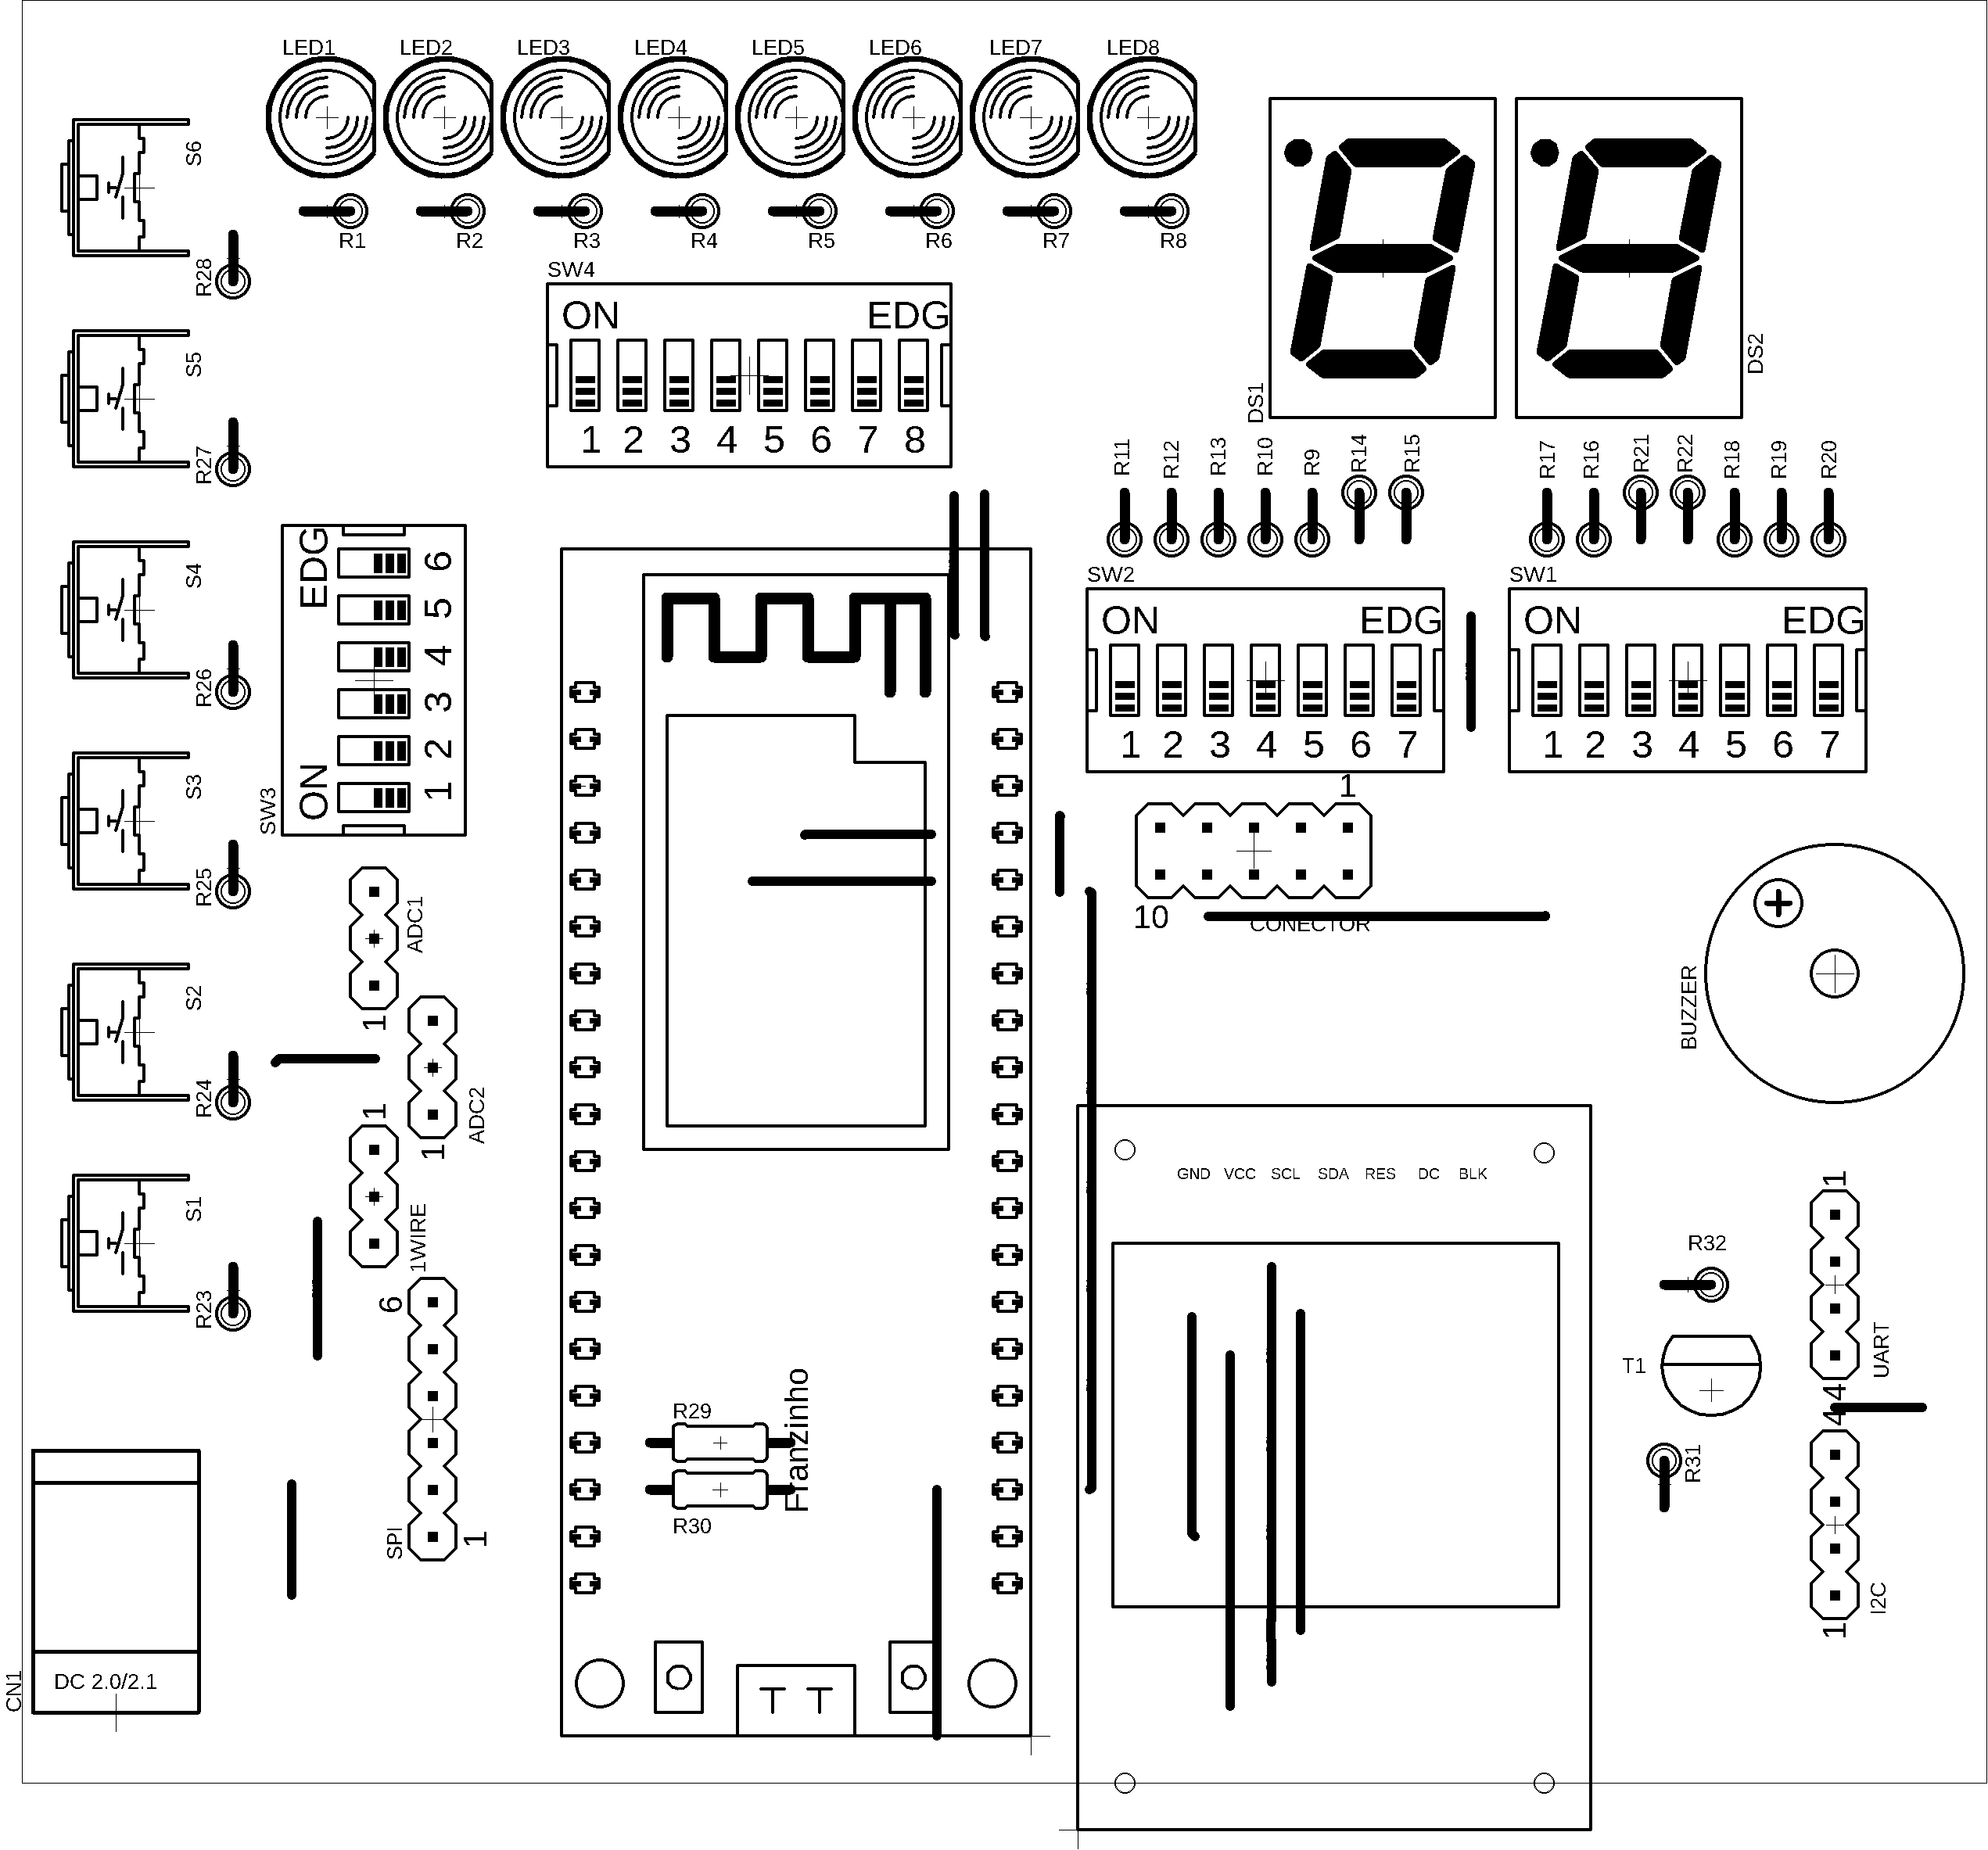 LED1 LED2 LED3 LED4 LED5 LED6 LED7 LED8
S6
R1 R2 R3 R4 R5 R6 R7 R8
R28
SW4
ON EDG
1 2 3 4 5 6 7 8
DS1
DS2
S5
R27
R11 R12 R13 R10 R9 R14 R15
R17 R16 R21 R22 R18 R19 R20
S4
R26
EDG
ON
6
5
4
3
2
1
SW3
SW2
ON EDG
1 2 3 4 5 6 7
SW1
ON EDG
1 2 3 4 5 6 7
1
10
CONECTOR
S3
R25
ADC1
1
BUZZER
S2
R24
ADC2
1
1
1WIRE
GND VCC SCL SDA RES DC BLK
S1
R23
6
SPI
1
R29
R30
Franzinho
R32
T1
R31
1
UART
4
4
I2C
1
CN1
DC 2.0/2.1